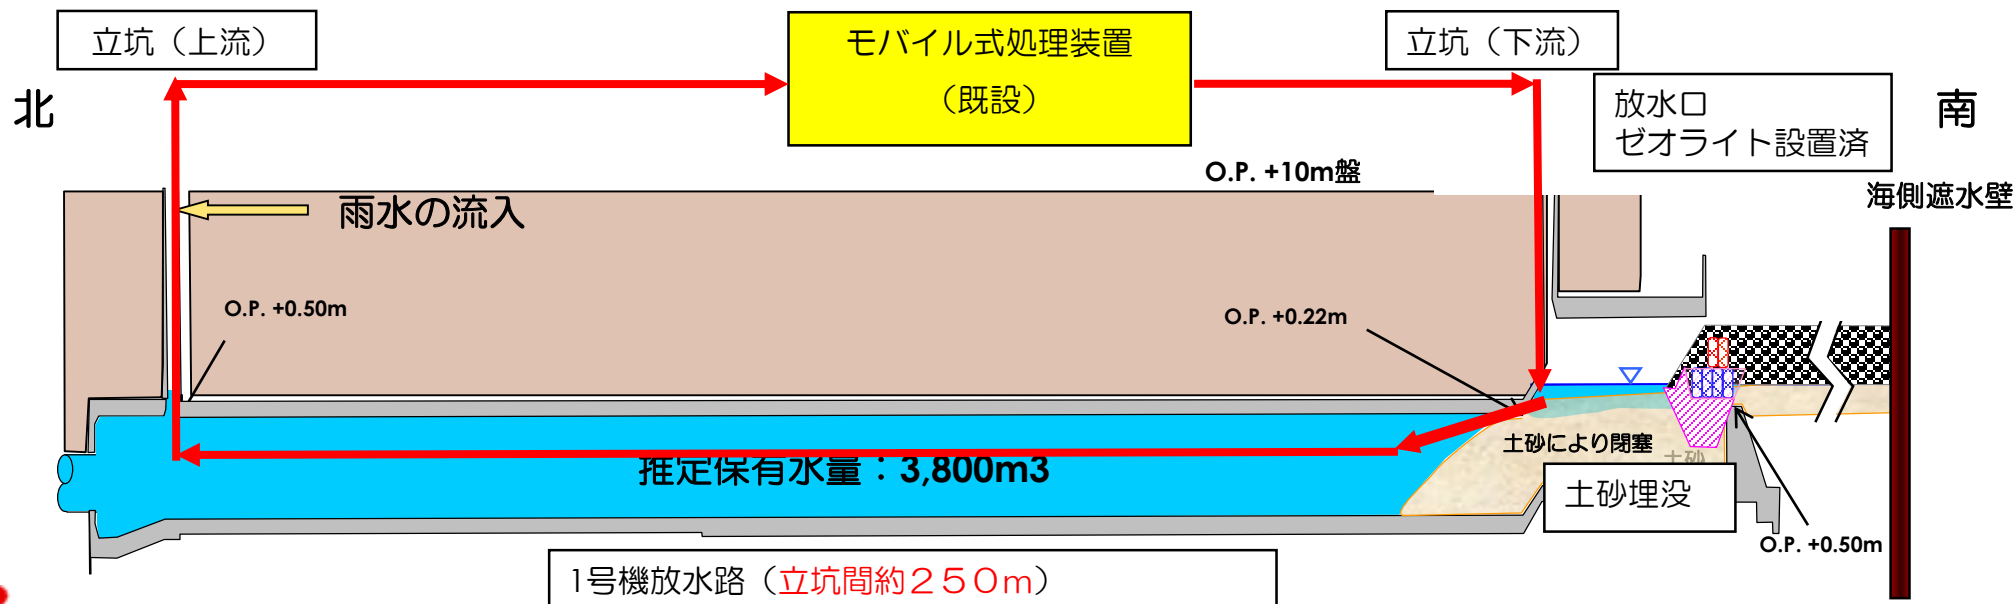 立坑（上流）
モバイル式処理装置
（既設）
立坑（下流）
北
放水口
ゼオライト設置済
南
O.P. +10m盤
海側遮水壁
雨水の流入
O.P. +0.50m
O.P. +0.22m
土砂により閉塞
土砂
推定保有水量：3,800m3
土砂埋没
O.P. +0.50m
1号機放水路（立坑間約２５０m）